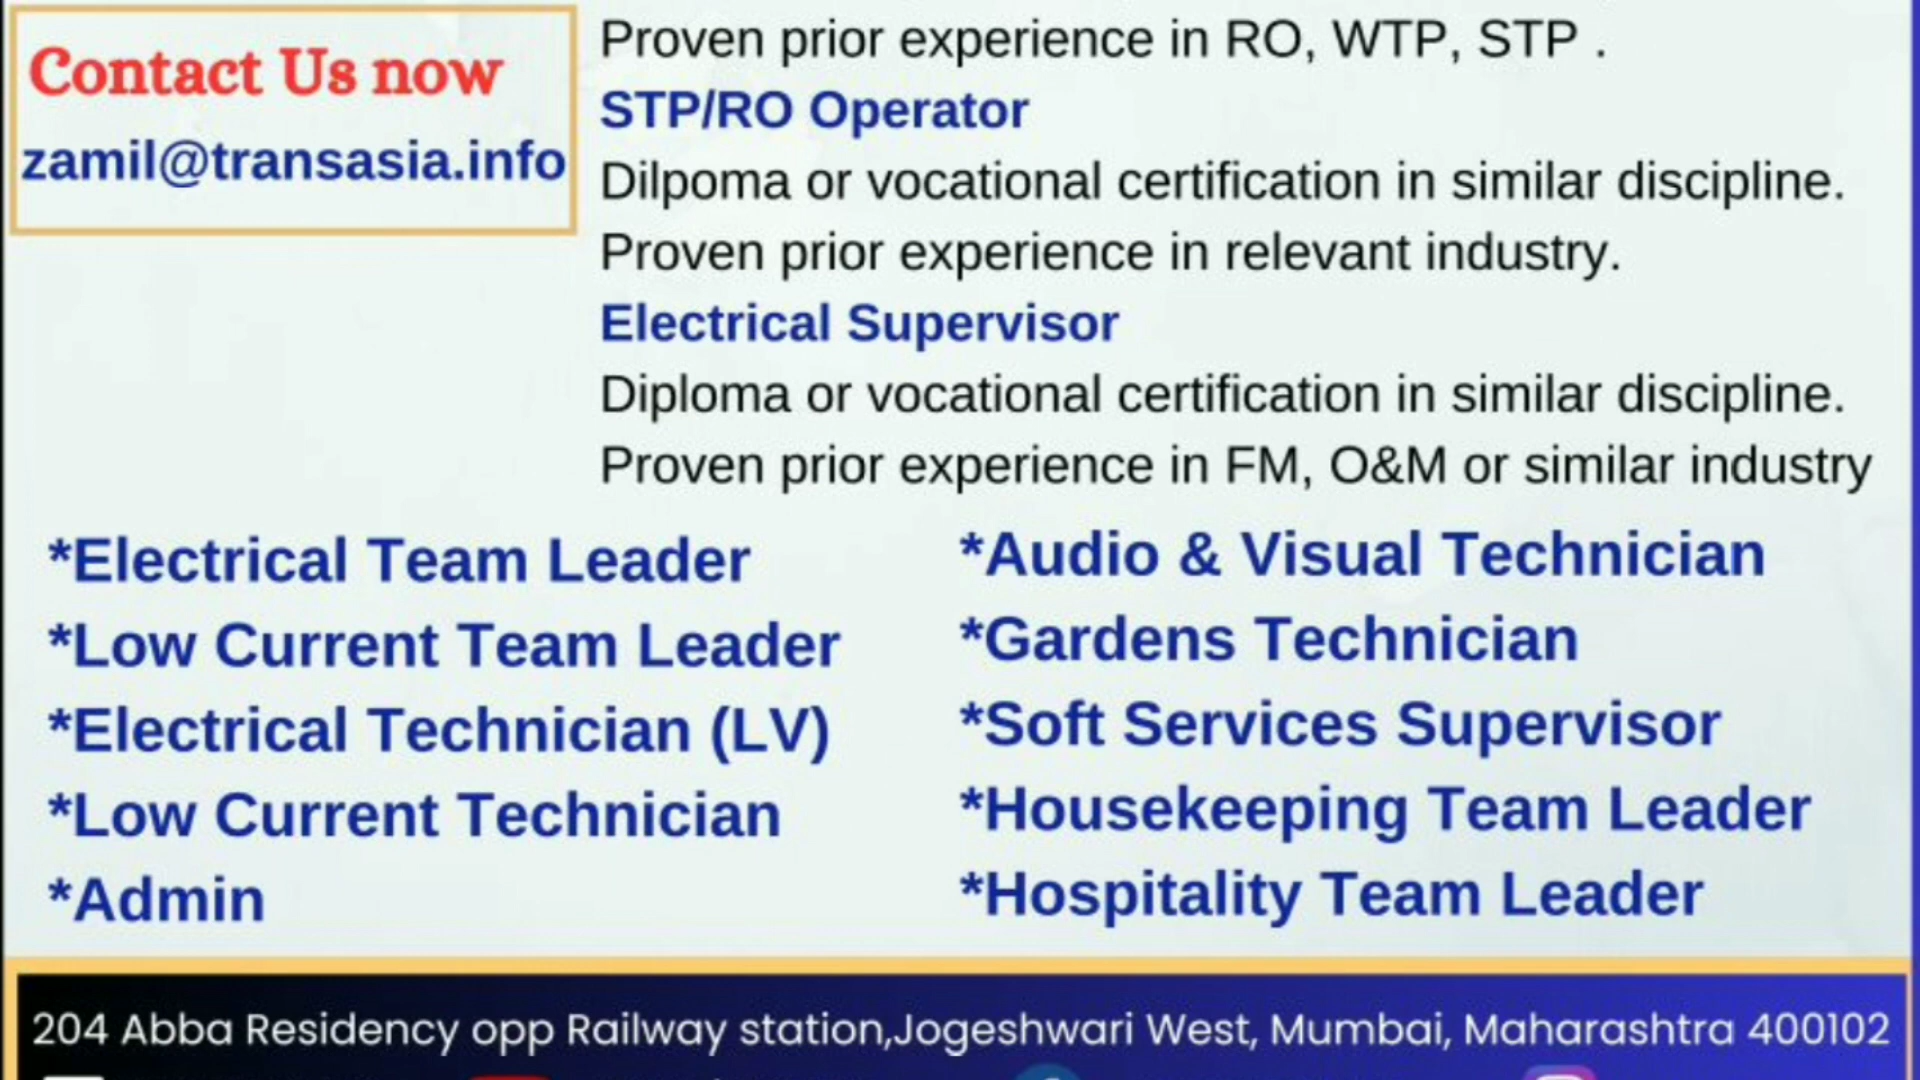 Contact Us now
zamil@transasia.info
Proven prior experience in RO, WTP, STP .
STP/RO Operator
Dilpoma or vocational certification in similar discipline.
Proven prior experience in relevant industry.
Electrical Supervisor
Diploma or vocational certification in similar discipline.
Proven prior experience in FM, O&M or similar industry
*Electrical Team Leader
*Low Current Team Leader
*Electrical Technician (LV)
*Low Current Technician
*Admin
*Audio & Visual Technician
*Gardens Technician
*Soft Services Supervisor
*Housekeeping Team Leader
*Hospitality Team Leader
204 Abba Residency opp Railway station,Jogeshwari West, Mumbai, Maharashtra 400102